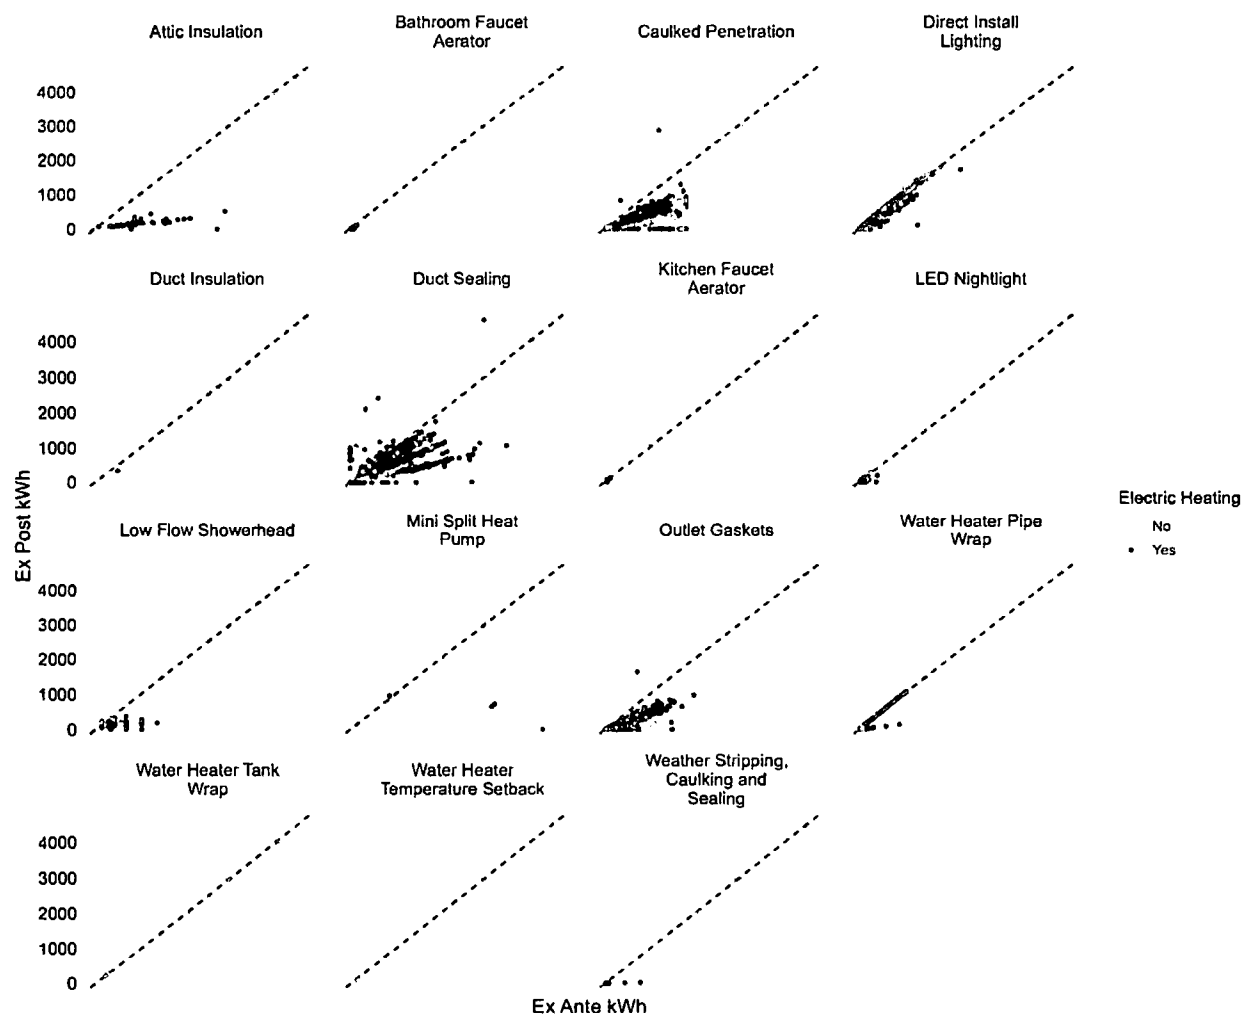 Attic Insulation
Bathroom Faucet
Aerator
Caulked Penetration
Direct Install
Lighting
4000
3000
2000
1000
0
Duct Insulation
Duct Sealing
Kitchen Faucet
Aerator
LED Nightlight
4000
3000
2000
1000
0
Low Flow Showerhead
Mini Split Heat
Pump
Outlet Gaskets
Water Heater Pipe
Wrap
4000
3000
2000
1000
0
Water Heater Tank
Wrap
Water Heater
Temperature Setback
Weather Stripping,
Caulking and
Sealing
4000
3000
2000
1000
0
Ex Post kWh
Ex Ante kWh
Electric Heating
No
Yes